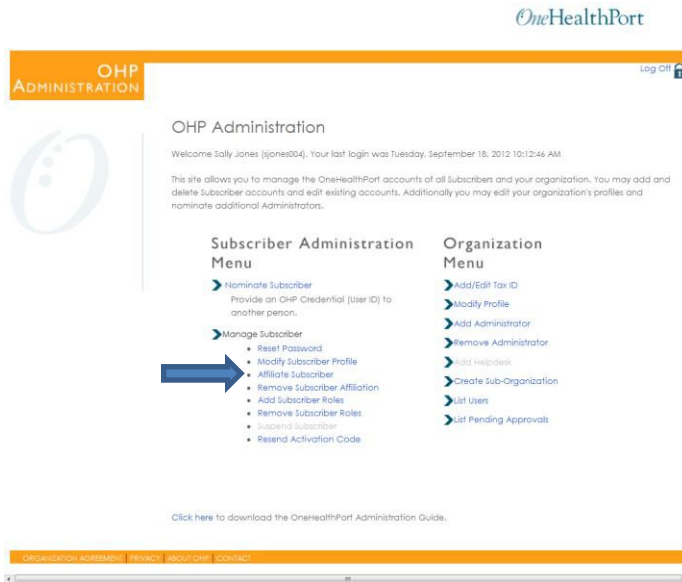 OneHealthPort
OHP
ADMINISTRATION
Log Off
OHP Administration
Welcome Sally Jones (sjones004). Your last login was Tuesday, September 18, 2012 10:12:46 AM
This site allows you to manage the OneHealthPort accounts of all Subscribers and your organization. You may add and
delete Subscriber accounts and edit existing accounts. Additionally you may edit your organization's profiles and
nominate additional Administrators.
Subscriber Administration
Menu
Nominate Subscriber
Provide an OHP Credential (User ID) to
another person.
Manage Subscriber
Reset Password
Modify Subscriber Profile
Affiliate Subscriber
Remove Subscriber Affiliation
Add Subscriber Roles
Remove Subscriber Roles
Suspend Subscriber
Resend Activation Code
Organization
Menu
Add/Edit Tax ID
Modify Profile
Add Administrator
Remove Administrator
Add Helpdesk
Create Sub-Organization
List Users
List Pending Approvals
Click here to download the OneHealthPort Administration Guide.
ORGANIZATION AGREEMENT | PRIVACY | ABOUT OHP | CONTACT